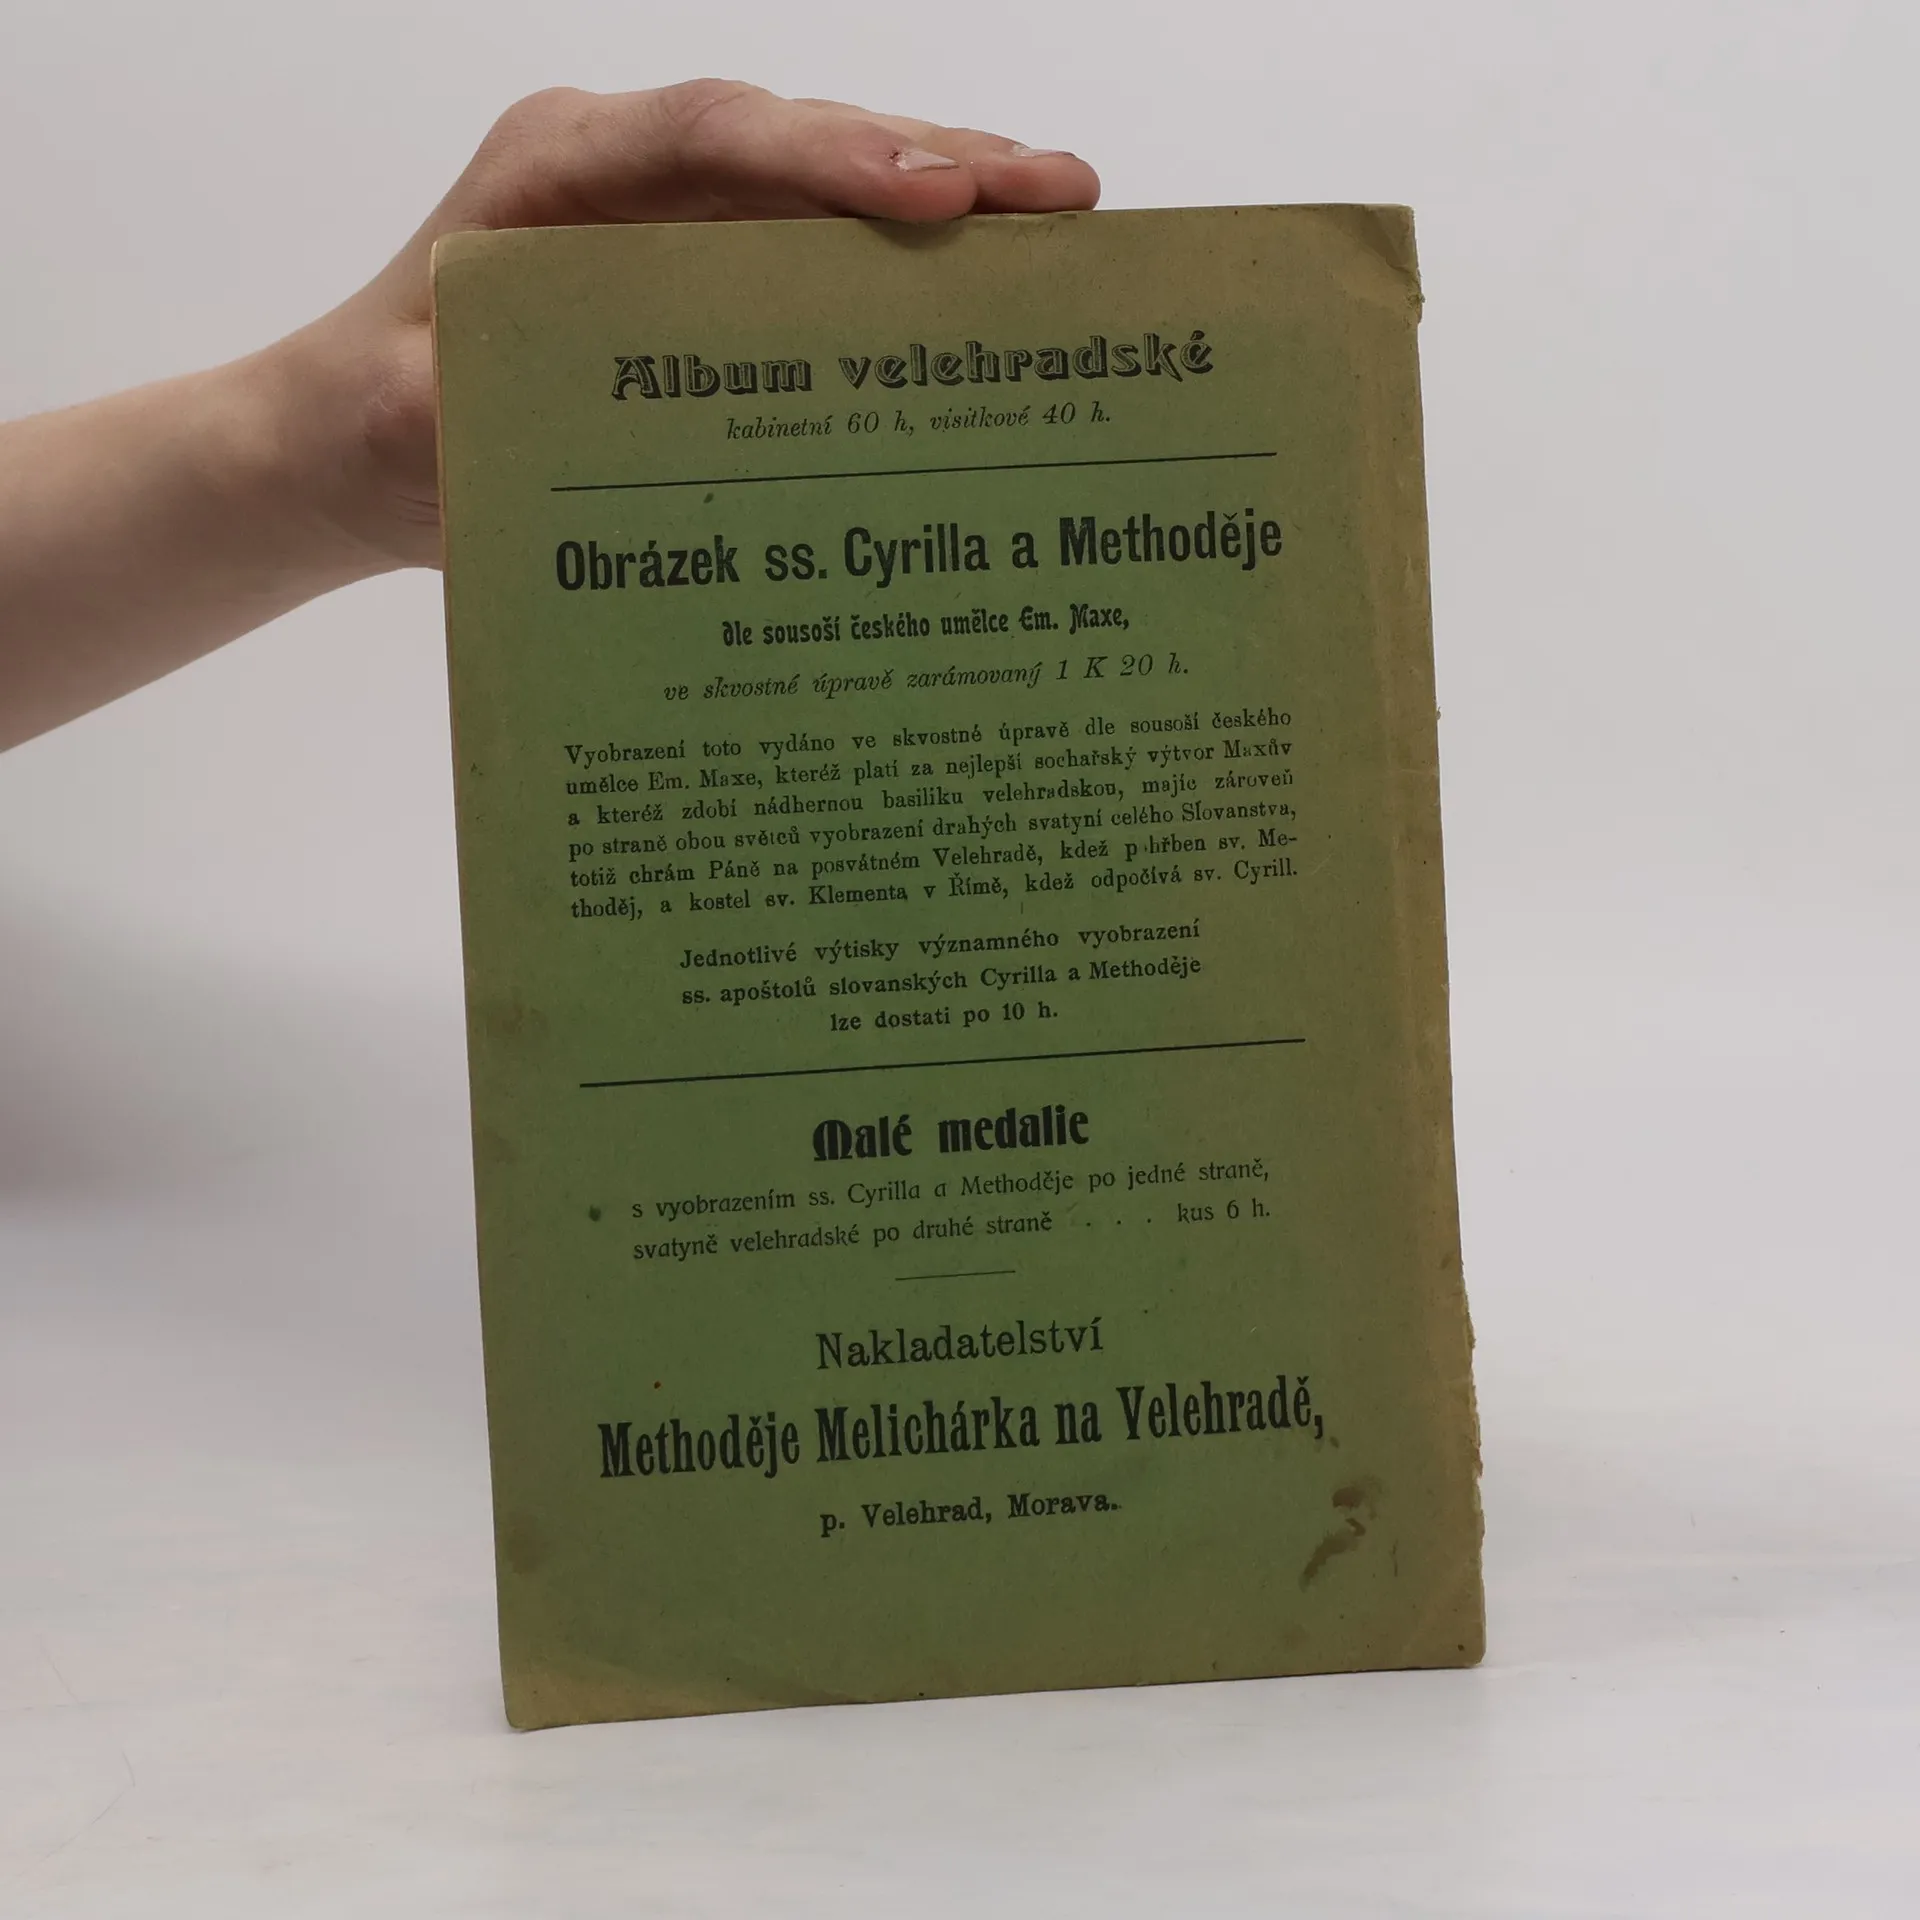 Album velehradské
kabinetní 60 h, visitkové 40 h.
Obrázek ss. Cyrilla a Methoděje
dle sousoší českého umělce Em. Maxe,
ve skvostné úpravě zarámovaný 1 K 20 h.
Vyobrazení toto vydáno ve skvostné úpravě dle sousoší českého
umělce Em. Maxe, kteréž platí za nejlepší sochařský výtvor Maxův
a kteréž zdobí nádhernou basiliku velehradskou, majíc zároveň
po straně obou světců vyobrazení drahých svatyní celého Slovanstva,
totiž chrám Páně na posvátném Velehradě, kdež p hřben sv. Me-
thoděj, a kostel sv. Klementa v Římě, kdež odpočívá sv. Cyrill.
Jednotlivé výtisky významného vyobrazení
ss. apoštolů slovanských Cyrilla a Methoděje
lze dostati po 10 h.
Malé medalie
s vyobrazením ss. Cyrilla a Methoděje po jedné straně,
svatyně velehradské po druhé straně . . . kus 6 h.
Nakladatelství
Methoděje Melichárka na Velehradě,
p. Velehrad, Morava.